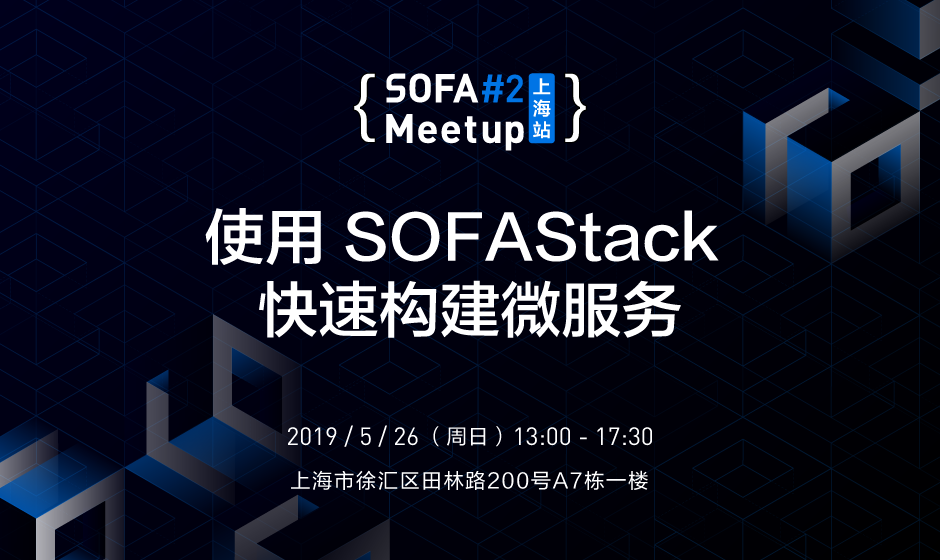 { SOFA #2 上海站 }
Meetup
使用 SOFAStack
快速构建微服务
2019 / 5 / 26（周日）13:00 - 17:30
上海市徐汇区田林路200号A7栋一楼